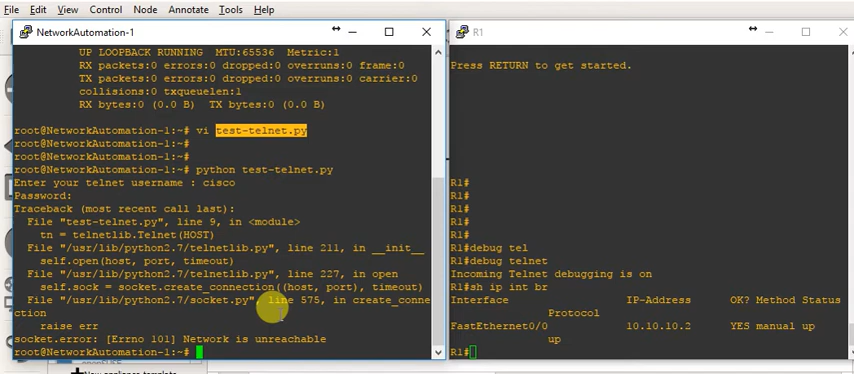 File Edit View Control Node Annotate Tools Help
NetworkAutomation-1
UP LOOPBACK RUNNING MTU:65536 Metric:1
RX packets:0 errors:0 dropped:0 overruns:0 frame:0
TX packets:0 errors:0 dropped:0 overruns:0 carrier:0
collisions:0 txqueuelen:1
RX bytes:0 (0.0 B) TX bytes:0 (0.0 B)
root@NetworkAutomation-1:~# vi test-telnet.py
root@NetworkAutomation-1:~#
root@NetworkAutomation-1:~#
root@NetworkAutomation-1:~# python test-telnet.py
Enter your telnet username : cisco
Password:
Traceback (most recent call last):
File "test-telnet.py", line 9, in <module>
tn = telnetlib.Telnet(HOST)
File "/usr/lib/python2.7/telnetlib.py", line 211, in __init__
self.open(host, port, timeout)
File "/usr/lib/python2.7/telnetlib.py", line 227, in open
self.sock = socket.create_connection((host, port), timeout)
File "/usr/lib/python2.7/socket.py", line 575, in create_conne
ction
raise err
socket.error: [Errno 101] Network is unreachable
root@NetworkAutomation-1:~#
R1
Press RETURN to get started.
R1#
R1#
R1#
R1#
R1#
R1#debug tel
R1#debug telnet
Incoming Telnet debugging is on
R1#sh ip int br
Interface IP-Address OK? Method Status
Protocol
FastEthernet0/0 10.10.10.2 YES manual up
up
R1#
New appliance template